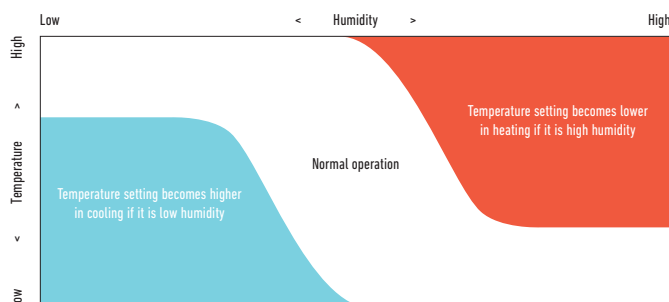 Low < Humidity > High
High
>
Temperature
<
Temperature setting becomes lower
in heating if it is high humidity
Normal operation
Temperature setting becomes higher
in cooling if it is low humidity